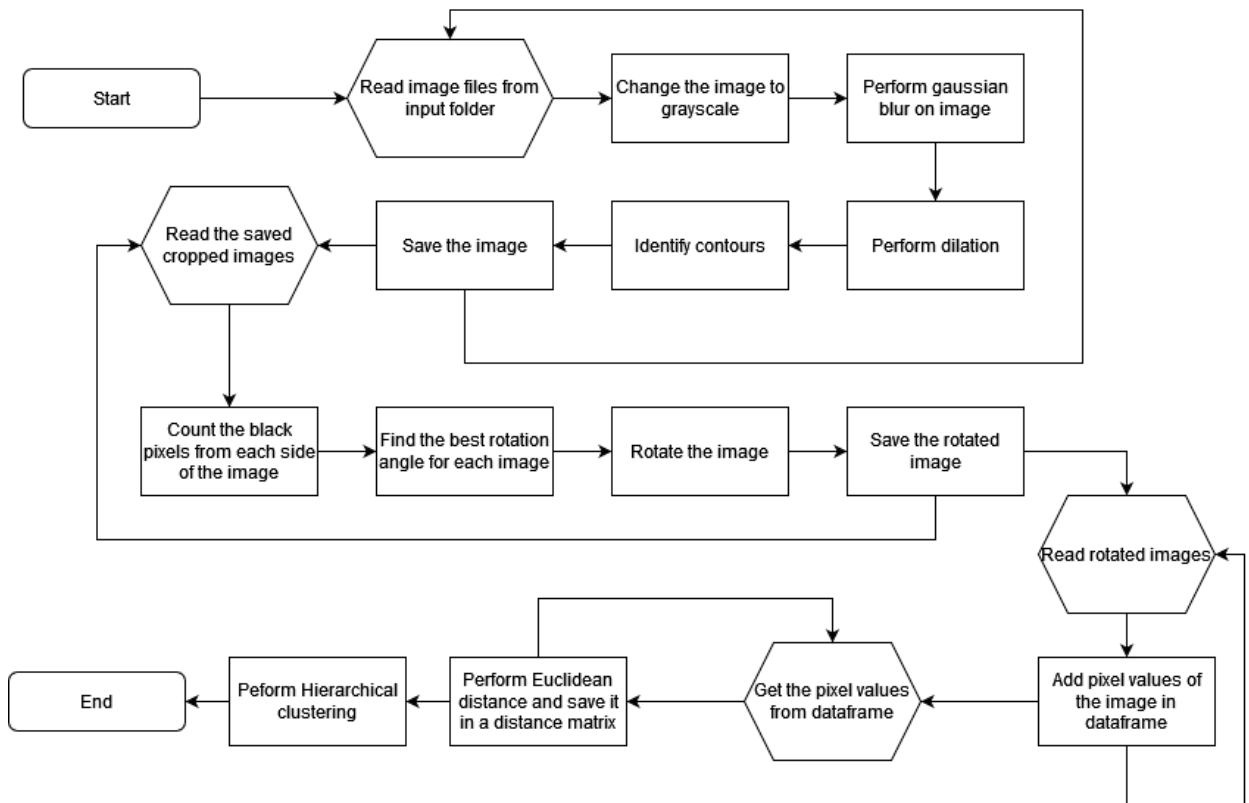 Start
Read image files from
input folder
Change the image to
grayscale
Perform gaussian
blur on image
Perform dilation
Identify contours
Save the image
Read the saved
cropped images
Count the black
pixels from each side
of the image
Find the best rotation
angle for each image
Rotate the image
Save the rotated
image
Read rotated images
Add pixel values of
the image in
dataframe
Get the pixel values
from dataframe
Perform Euclidean
distance and save it
in a distance matrix
Peform Hierarchical
clustering
End